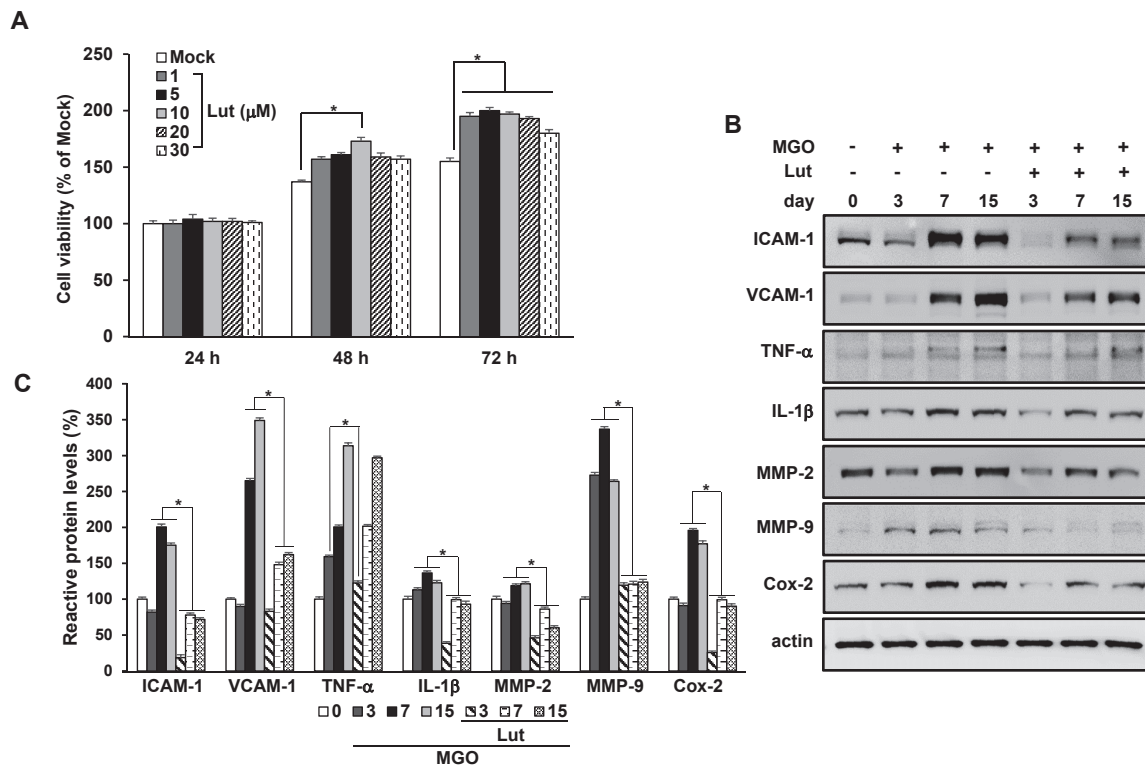 A
250
200
150
100
50
0
Cell viability (% of Mock)
Mock
1
5
10
20
30
Lut (μM)
*
*
24 h 48 h 72 h
B
MGO - + + + + + +
Lut - - - - + + +
day 0 3 7 15 3 7 15
ICAM-1
VCAM-1
TNF-α
IL-1β
MMP-2
MMP-9
Cox-2
actin
C
400
350
300
250
200
150
100
50
0
Reactive protein levels (%)
* * * * * * *
ICAM-1 VCAM-1 TNF-α IL-1β MMP-2 MMP-9 Cox-2
0 3 7 15 3 7 15
Lut
MGO